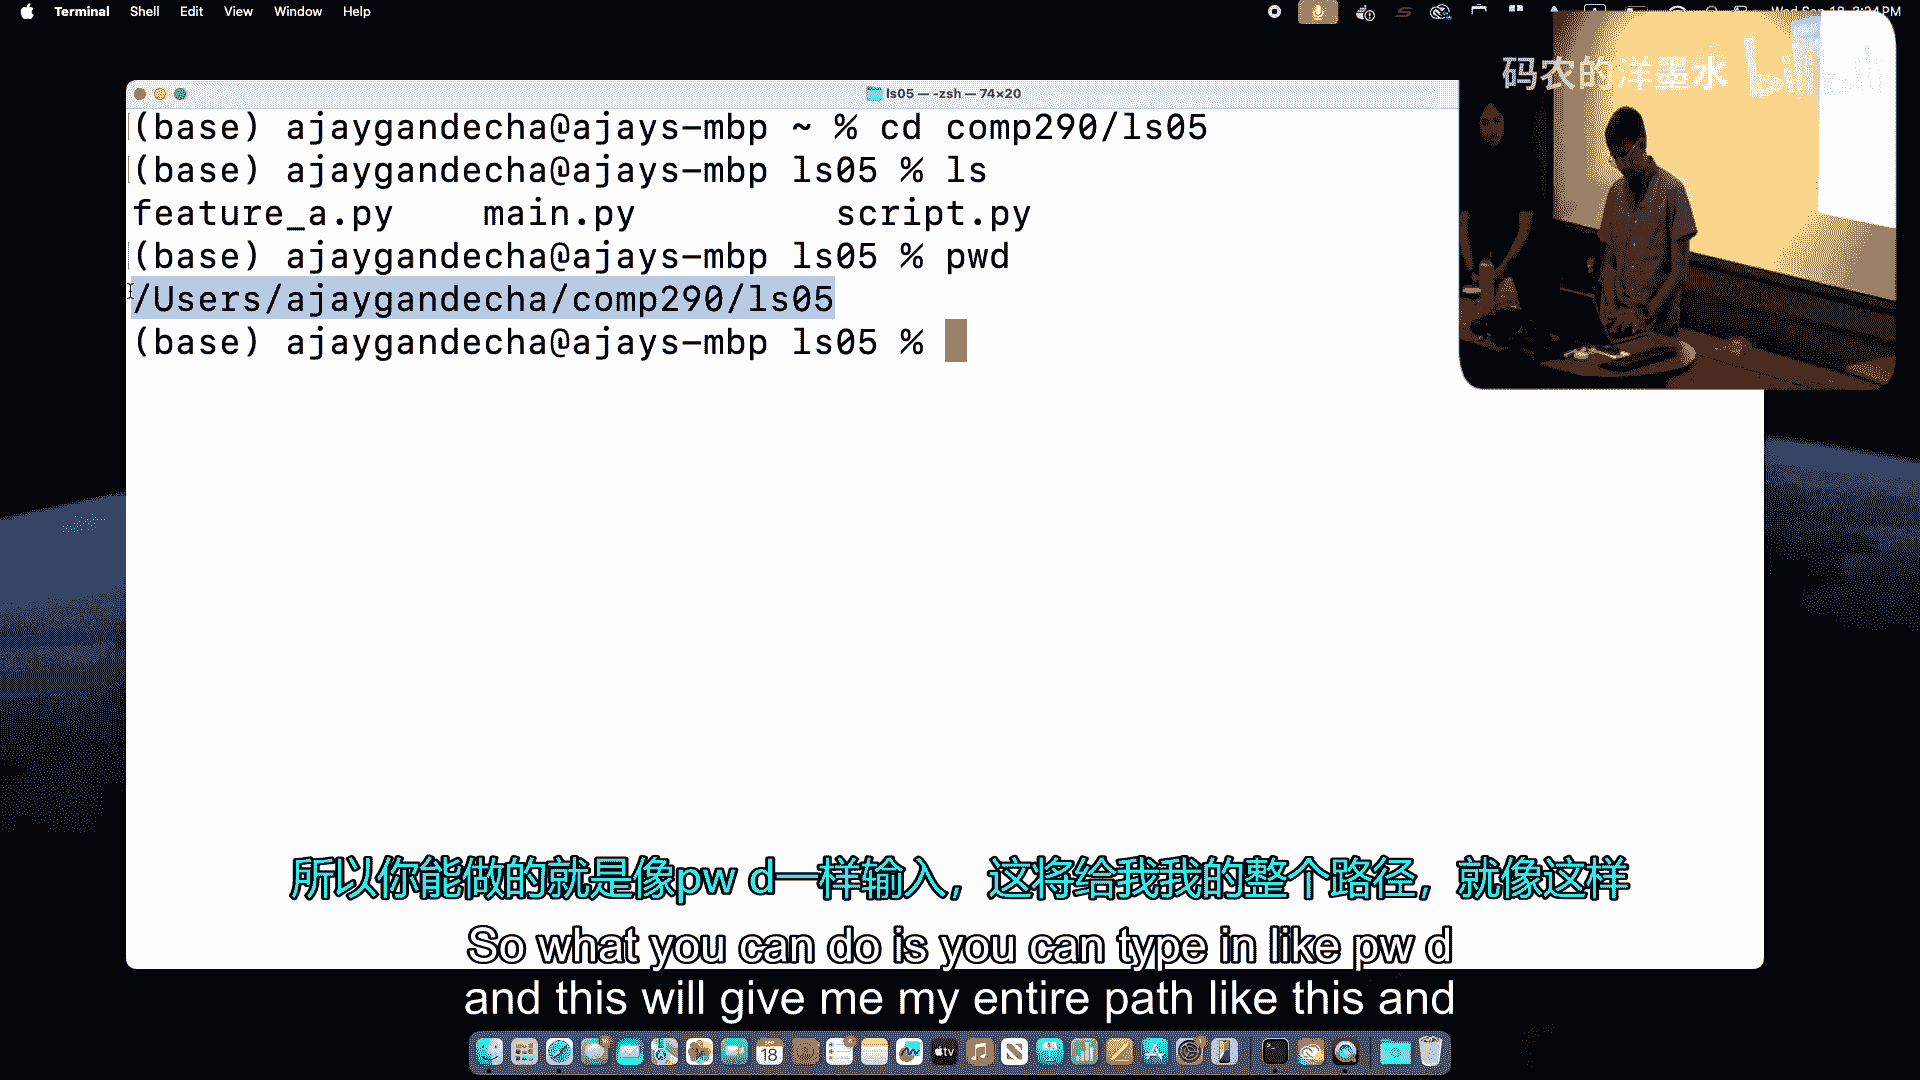 Terminal Shell Edit View Window Help
码农的洋墨水 bilibili
ls05 — -zsh — 74×20
(base) ajaygandecha@ajays-mbp ~ % cd comp290/ls05
(base) ajaygandecha@ajays-mbp ls05 % ls
feature_a.py main.py script.py
(base) ajaygandecha@ajays-mbp ls05 % pwd
/Users/ajaygandecha/comp290/ls05
(base) ajaygandecha@ajays-mbp ls05 %
所以你能做的就是像pw d一样输入，这将给我我的整个路径，就像这样
So what you can do is you can type in like pw d
and this will give me my entire path like this and
18
tv